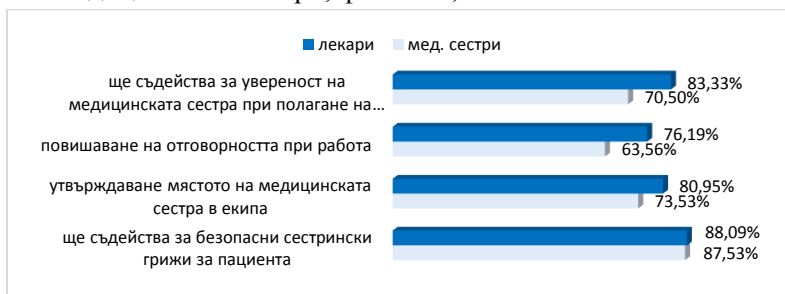 лекари мед. сестри
ще съдейства за увереност на
медицинската сестра при полагане на…
83,33%
70,50%
повишаване на отговорността при работа
76,19%
63,56%
утвърждаване мястото на медицинската
сестра в екипа
80,95%
73,53%
ще съдейства за безопасни сестрински
грижи за пациента
88,09%
87,53%